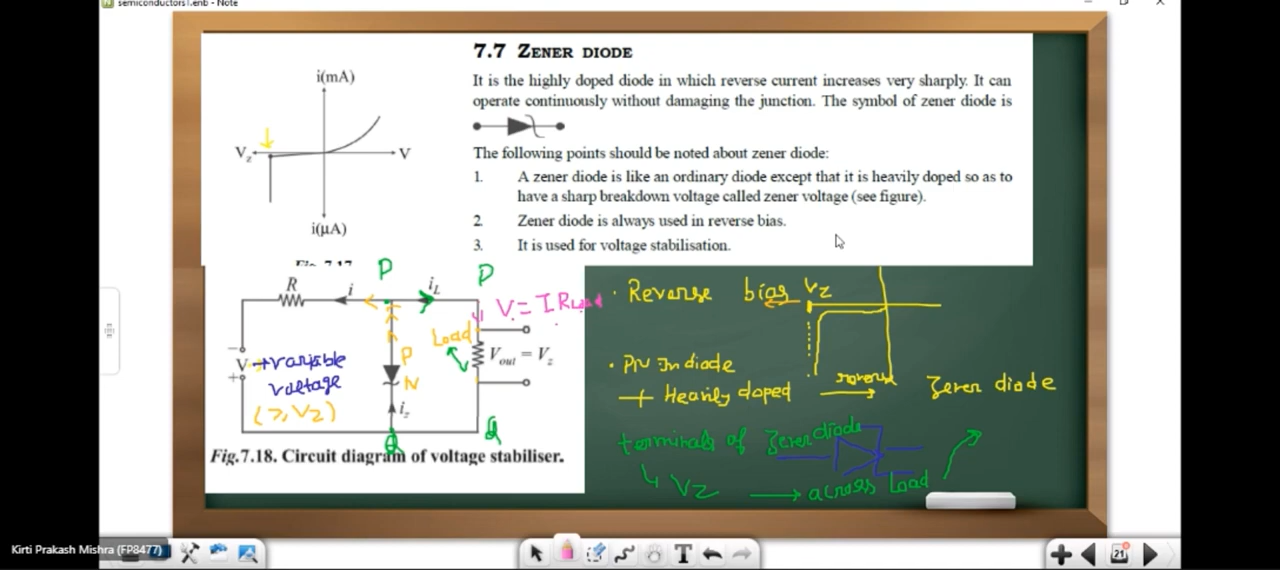 semiconductors1.enb - Note
7.7 ZENER DIODE
It is the highly doped diode in which reverse current increases very sharply. It can
operate continuously without damaging the junction. The symbol of zener diode is
The following points should be noted about zener diode:
1. A zener diode is like an ordinary diode except that it is heavily doped so as to
have a sharp breakdown voltage called zener voltage (see figure).
2. Zener diode is always used in reverse bias.
3. It is used for voltage stabilisation.
i(mA)
Vz
V
i(μA)
P
P
R
i
iL
V = I RLoad
Load
P
N
Vout = Vz
–
V → variable
+
voltage
(≥ Vz)
iz
Q
Q
Fig.7.18. Circuit diagram of voltage stabiliser.
· Reverse bias Vz
· PN Jn diode
+ Heavily doped → Zener diode
terminals of Zener diode
↳ Vz → across Load
Kirti Prakash Mishra (FP8477)
T
21